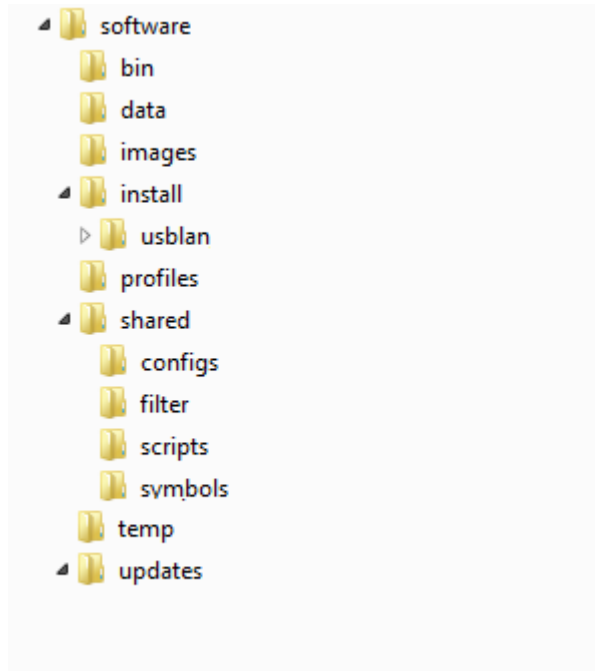 software
bin
data
images
install
usblan
profiles
shared
configs
filter
scripts
symbols
temp
updates